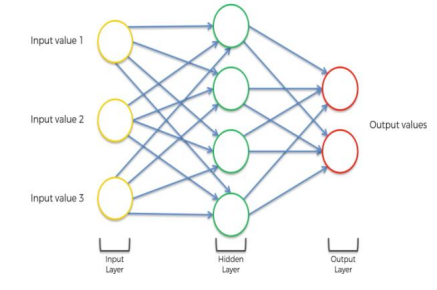 Input value 1
Input value 2
Output values
Input value 3
Input
Layer
Hidden
Layer
Output
Layer